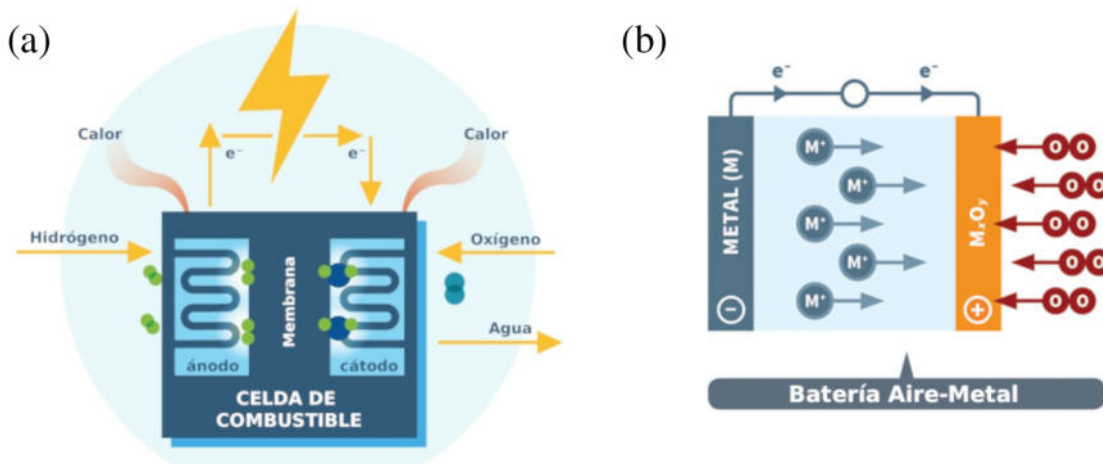 (a)
Calor
e⁻
e⁻
Calor
Hidrógeno
Membrana
Oxígeno
Agua
ánodo
cátodo
CELDA DE
COMBUSTIBLE
(b)
e⁻
e⁻
METAL (M)
M⁺
M⁺
M⁺
M⁺
M⁺
MₓOᵧ
O O
O O
O O
O O
O O
−
+
Batería Aire-Metal